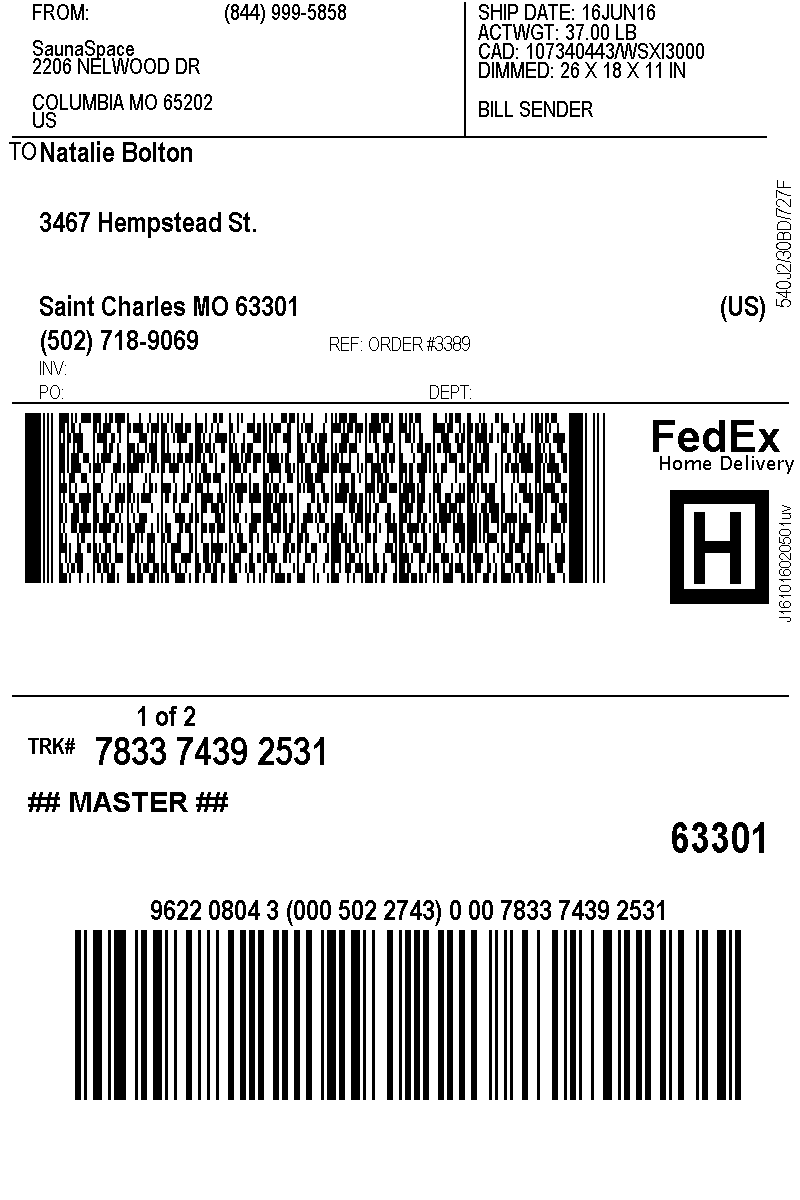 FROM: (844) 999-5858
SaunaSpace
2206 NELWOOD DR
COLUMBIA MO 65202
US
SHIP DATE: 16JUN16
ACTWGT: 37.00 LB
CAD: 107340443/WSXI3000
DIMMED: 26 X 18 X 11 IN
BILL SENDER
TO Natalie Bolton
3467 Hempstead St.
Saint Charles MO 63301 (US)
(502) 718-9069 REF: ORDER #3389
INV:
PO: DEPT:
540J2/30BD/727F
FedEx
Home Delivery
H
J161016020501uv
1 of 2
TRK# 7833 7439 2531
## MASTER ##
63301
9622 0804 3 (000 502 2743) 0 00 7833 7439 2531